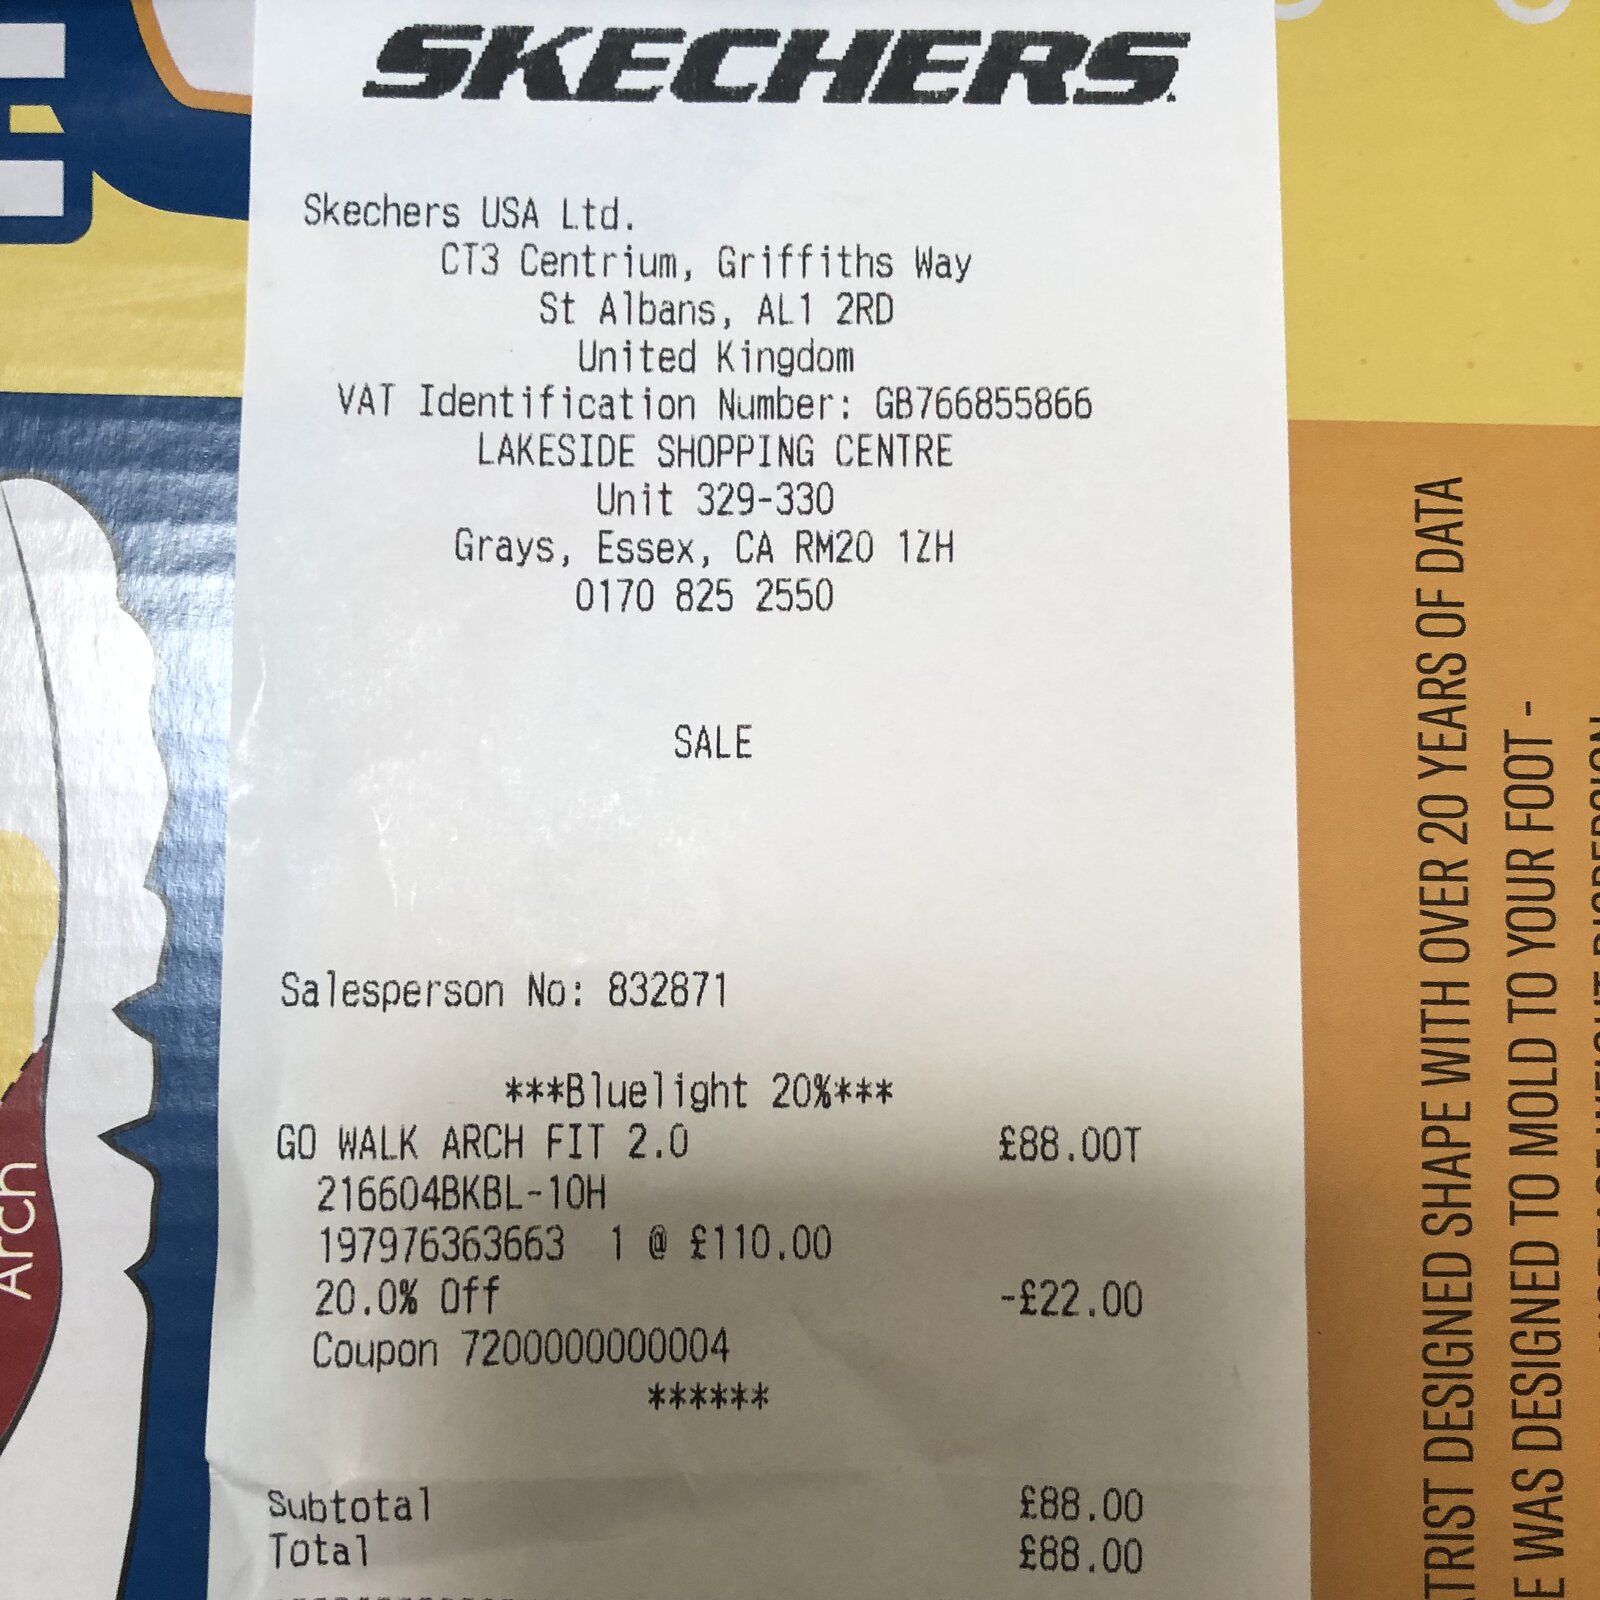 SKECHERS
Skechers USA Ltd.
CT3 Centrium, Griffiths Way
St Albans, AL1 2RD
United Kingdom
VAT Identification Number: GB766855866
LAKESIDE SHOPPING CENTRE
Unit 329-330
Grays, Essex, CA RM20 1ZH
0170 825 2550
SALE
Salesperson No: 832871
***Bluelight 20%***
GO WALK ARCH FIT 2.0 £88.00T
216604BKBL-10H
197976363663 1 @ £110.00
20.0% Off -£22.00
Coupon 7200000000004
******
Subtotal £88.00
Total £88.00
Arch
TRIST DESIGNED SHAPE WITH OVER 20 YEARS OF DATA
E WAS DESIGNED TO MOLD TO YOUR FOOT -